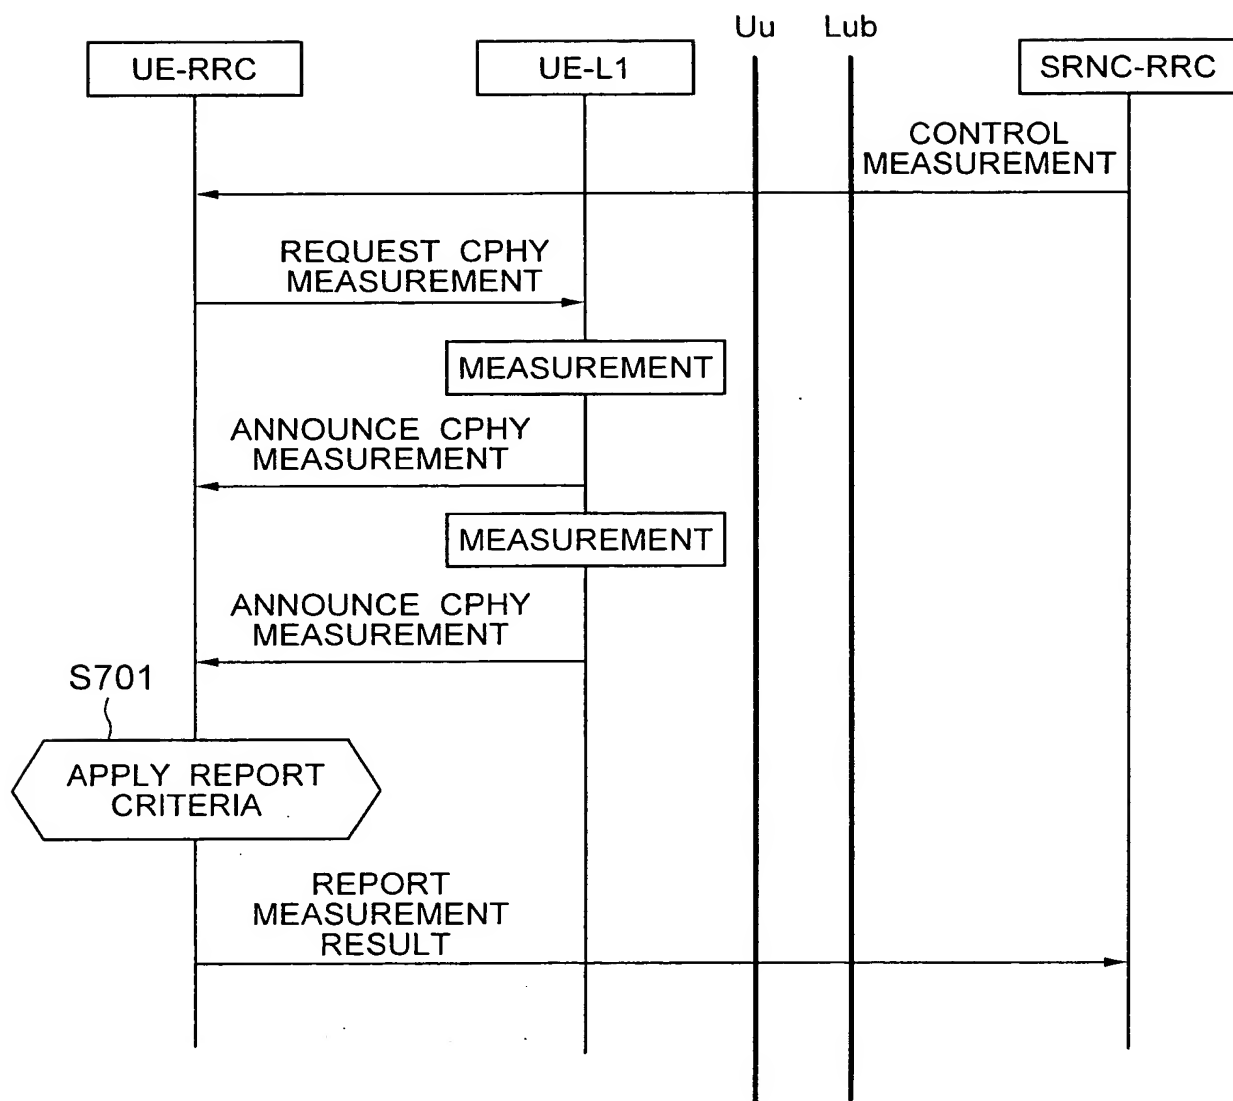 Uu Lub
UE-RRC UE-L1 SRNC-RRC
CONTROL
MEASUREMENT
REQUEST CPHY
MEASUREMENT
MEASUREMENT
ANNOUNCE CPHY
MEASUREMENT
MEASUREMENT
ANNOUNCE CPHY
MEASUREMENT
S701
APPLY REPORT
CRITERIA
REPORT
MEASUREMENT
RESULT